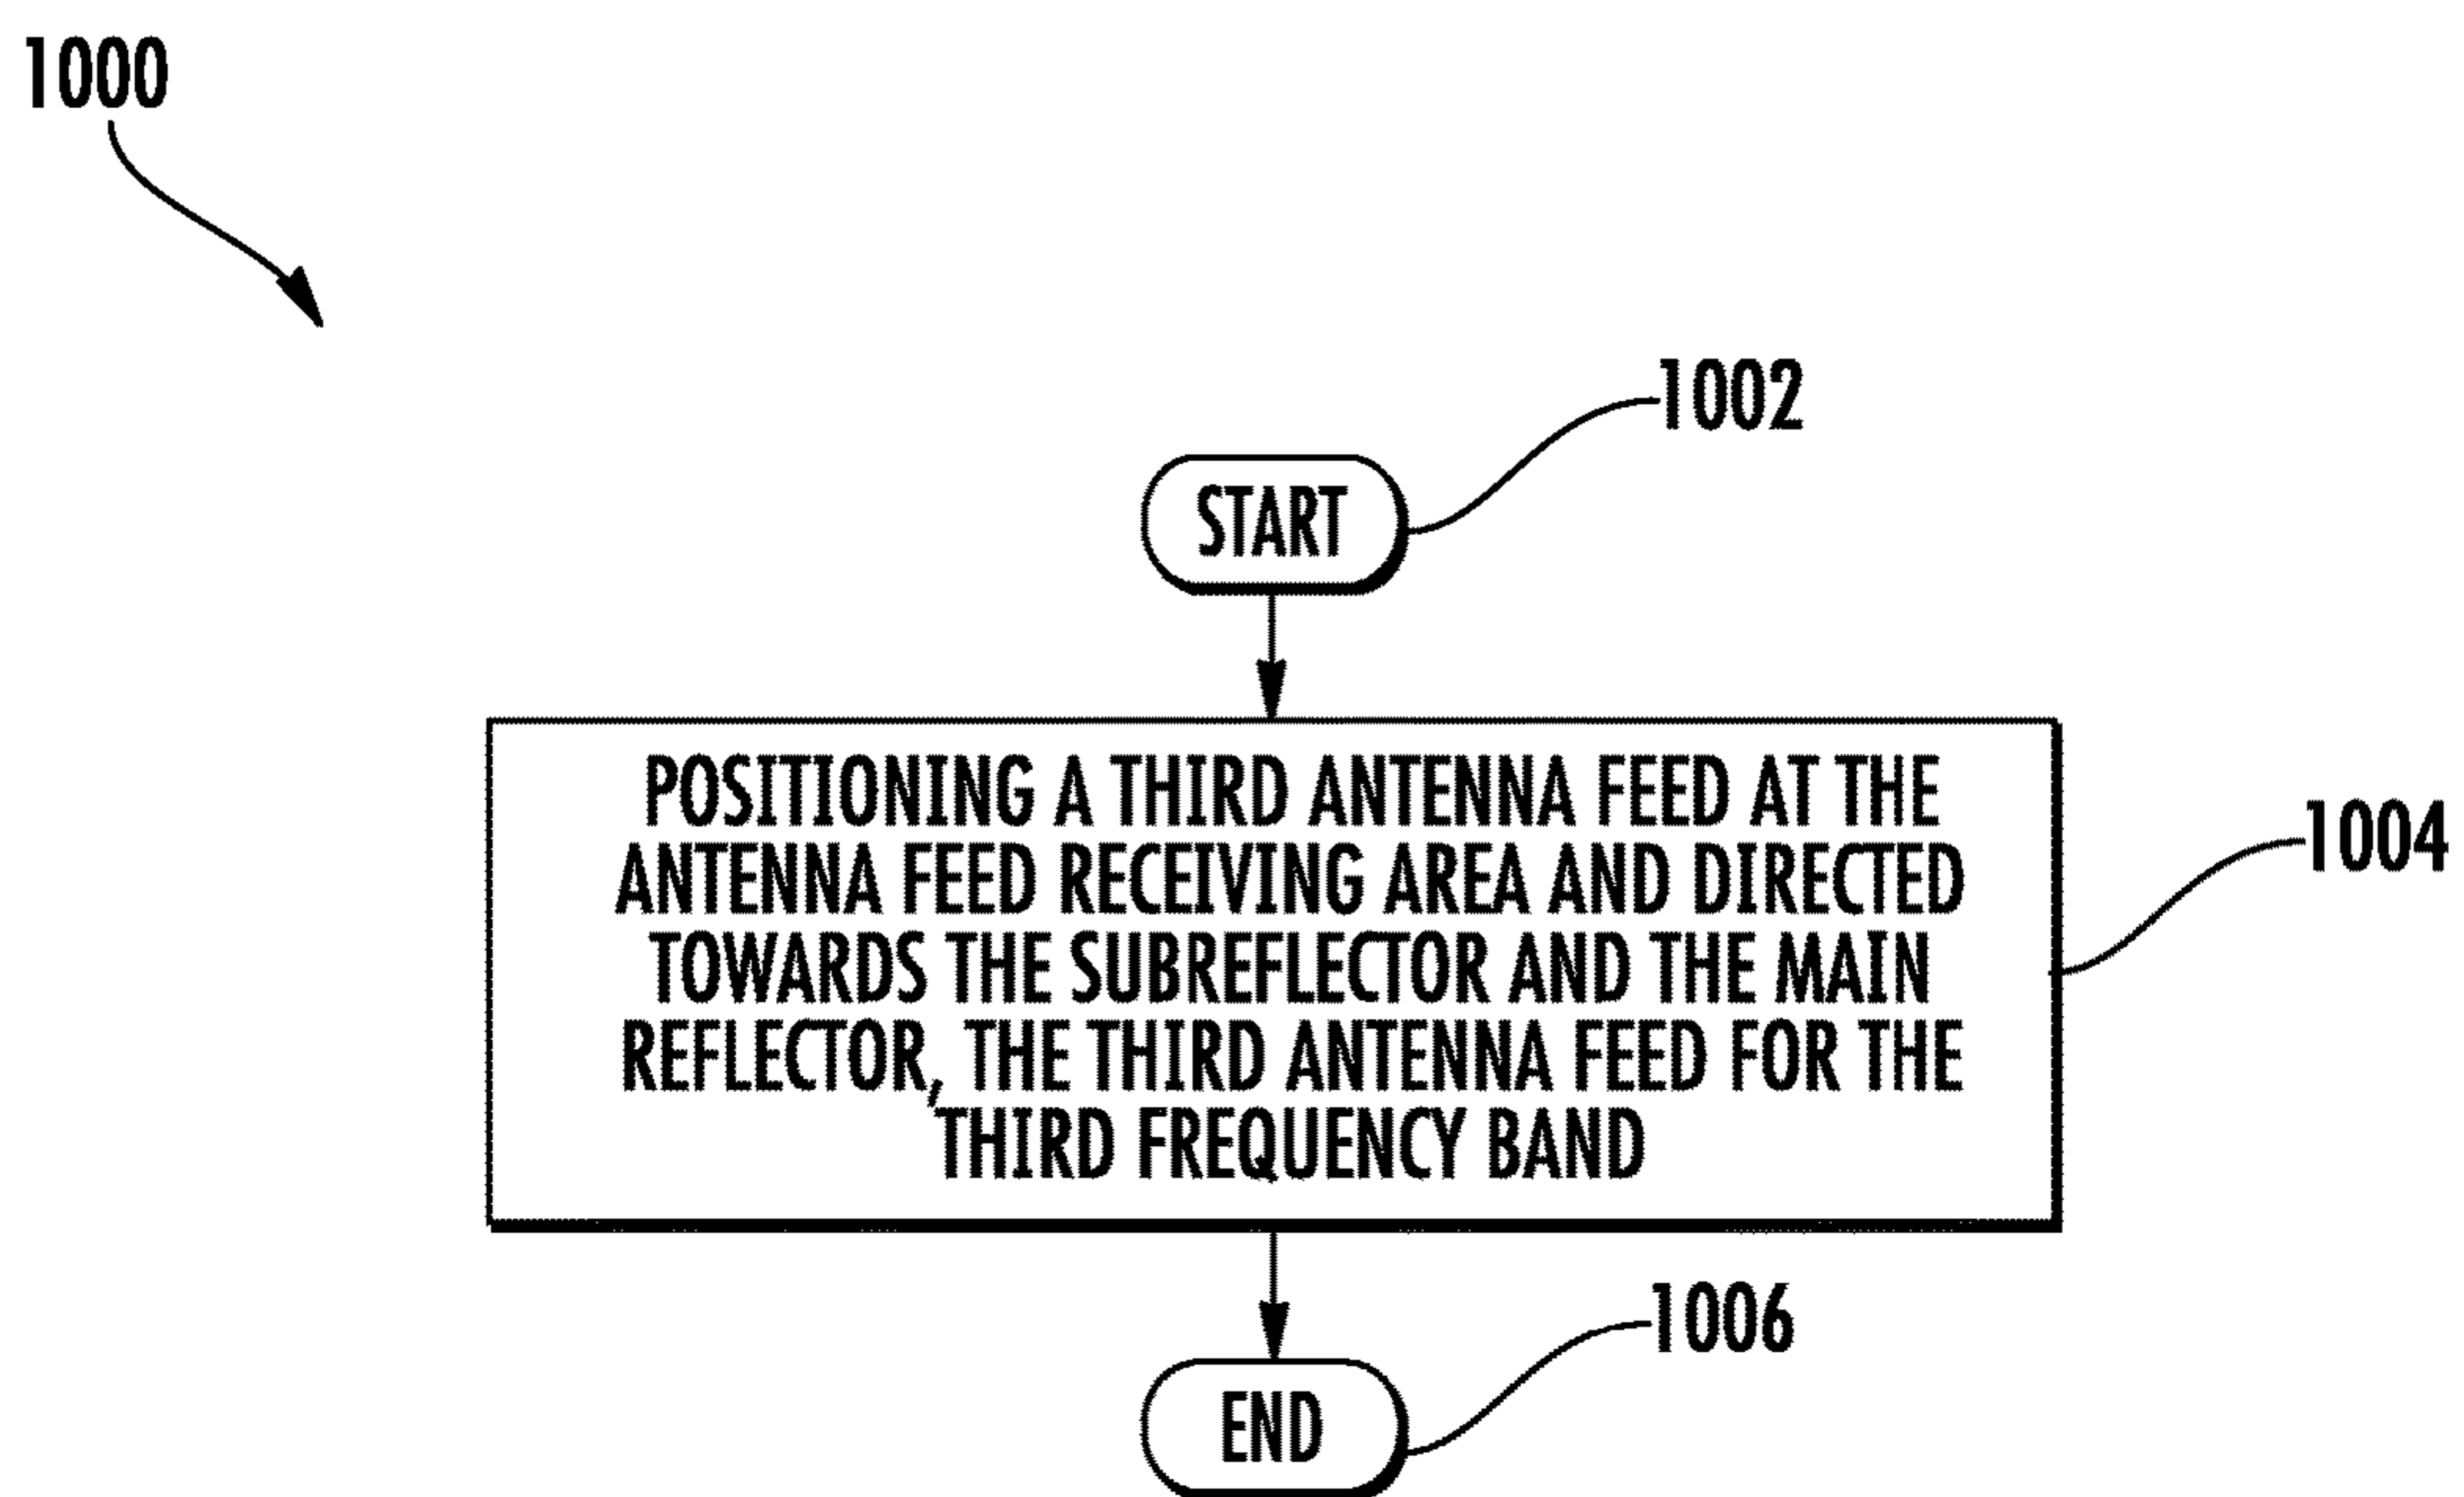 1000
1002
START
POSITIONING A THIRD ANTENNA FEED AT THE
ANTENNA FEED RECEIVING AREA AND DIRECTED
TOWARDS THE SUBREFLECTOR AND THE MAIN
REFLECTOR, THE THIRD ANTENNA FEED FOR THE
THIRD FREQUENCY BAND
1004
1006
END